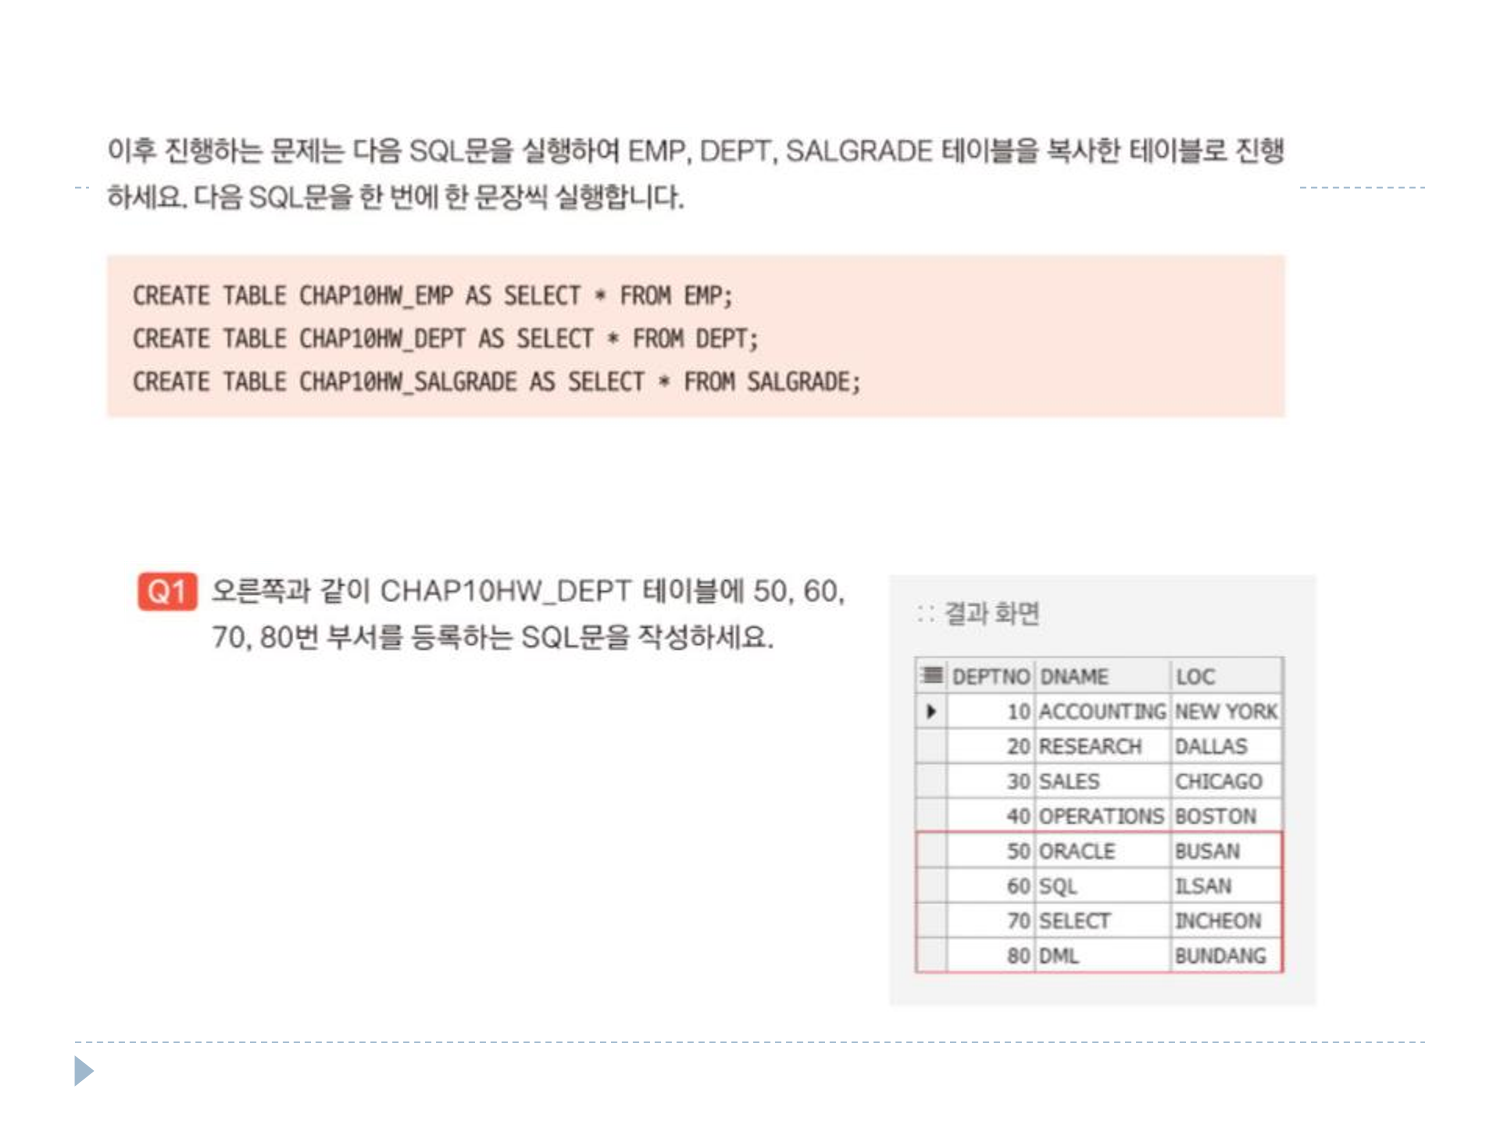 이후 진행하는 문제는 다음 SQL문을 실행하여 EMP, DEPT, SALGRADE 테이블을 복사한 테이블로 진행
하세요. 다음 SQL문을 한 번에 한 문장씩 실행합니다.
CREATE TABLE CHAP10HW_EMP AS SELECT * FROM EMP;
CREATE TABLE CHAP10HW_DEPT AS SELECT * FROM DEPT;
CREATE TABLE CHAP10HW_SALGRADE AS SELECT * FROM SALGRADE;
Q1 오른쪽과 같이 CHAP10HW_DEPT 테이블에 50, 60,
70, 80번 부서를 등록하는 SQL문을 작성하세요.
:: 결과 화면
DEPTNO DNAME LOC
10 ACCOUNTING NEW YORK
20 RESEARCH DALLAS
30 SALES CHICAGO
40 OPERATIONS BOSTON
50 ORACLE BUSAN
60 SQL ILSAN
70 SELECT INCHEON
80 DML BUNDANG